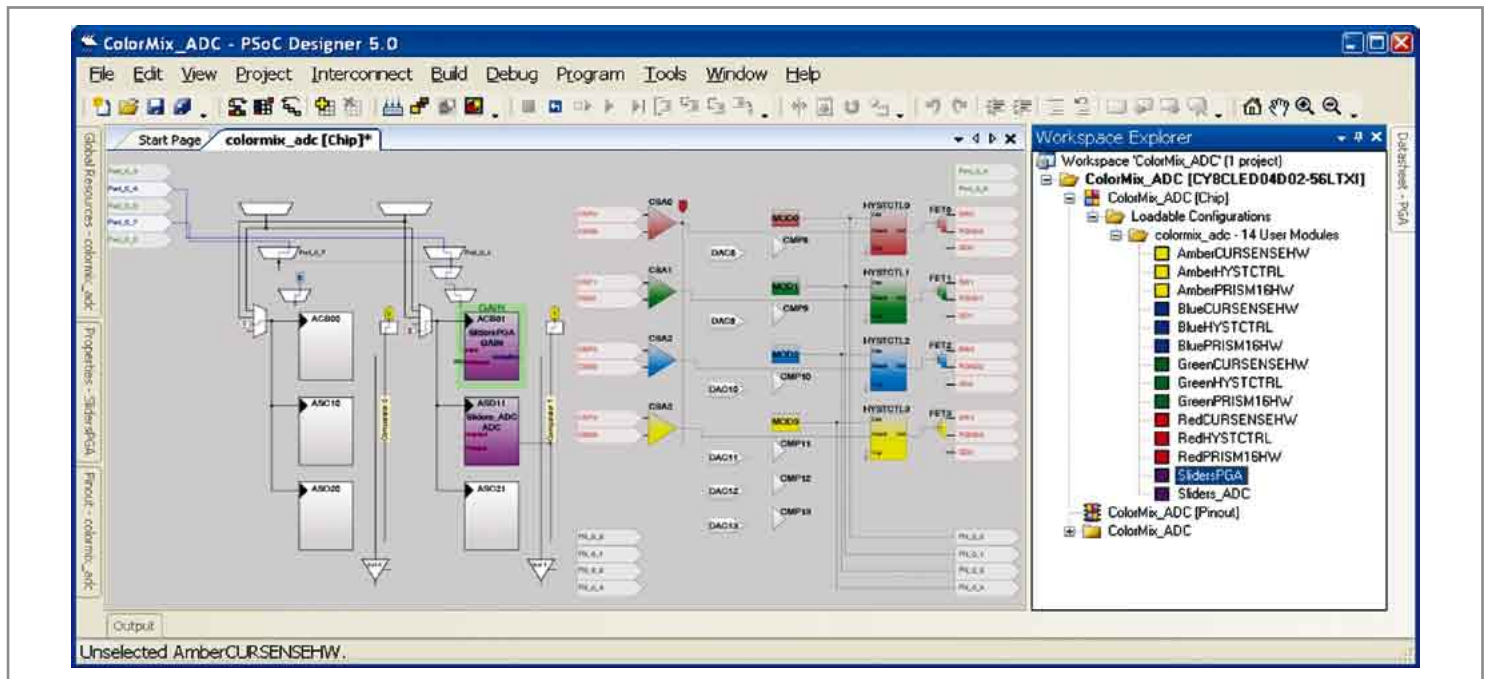 ColorMix_ADC - PSoC Designer 5.0
File Edit View Project Interconnect Build Debug Program Tools Window Help
Start Page colormix_adc [Chip]*
Global Resources - colormix_adc
Properties - SlidersPGA
Pinout - colormix_adc
ACB00
ASC10
ASD20
GAIN
ACB01
SlidersPGA
GAIN
ASD11
Sliders_ADC
ADC
ASC21
Comparator 0
Comparator 1
CSA0
CSA1
CSA2
CSA3
DAC8
DAC9
DAC10
DAC11
DAC12
DAC13
MOD0
CMP8
MOD1
CMP9
MOD2
CMP10
MOD3
CMP11
CMP12
CMP13
HYSTCTL0
HYSTCTL1
HYSTCTL2
HYSTCTL3
FET0
FET1
FET2
FET3
Workspace Explorer
Workspace 'ColorMix_ADC' (1 project)
ColorMix_ADC [CY8CLED04D02-56LTXI]
ColorMix_ADC [Chip]
Loadable Configurations
colormix_adc - 14 User Modules
AmberCURSENSEHW
AmberHYSTCTRL
AmberPRISM16HW
BlueCURSENSEHW
BlueHYSTCTRL
BluePRISM16HW
GreenCURSENSEHW
GreenHYSTCTRL
GreenPRISM16HW
RedCURSENSEHW
RedHYSTCTRL
RedPRISM16HW
SlidersPGA
Sliders_ADC
ColorMix_ADC [Pinout]
ColorMix_ADC
Datasheet - PGA
Output
Unselected AmberCURSENSEHW.